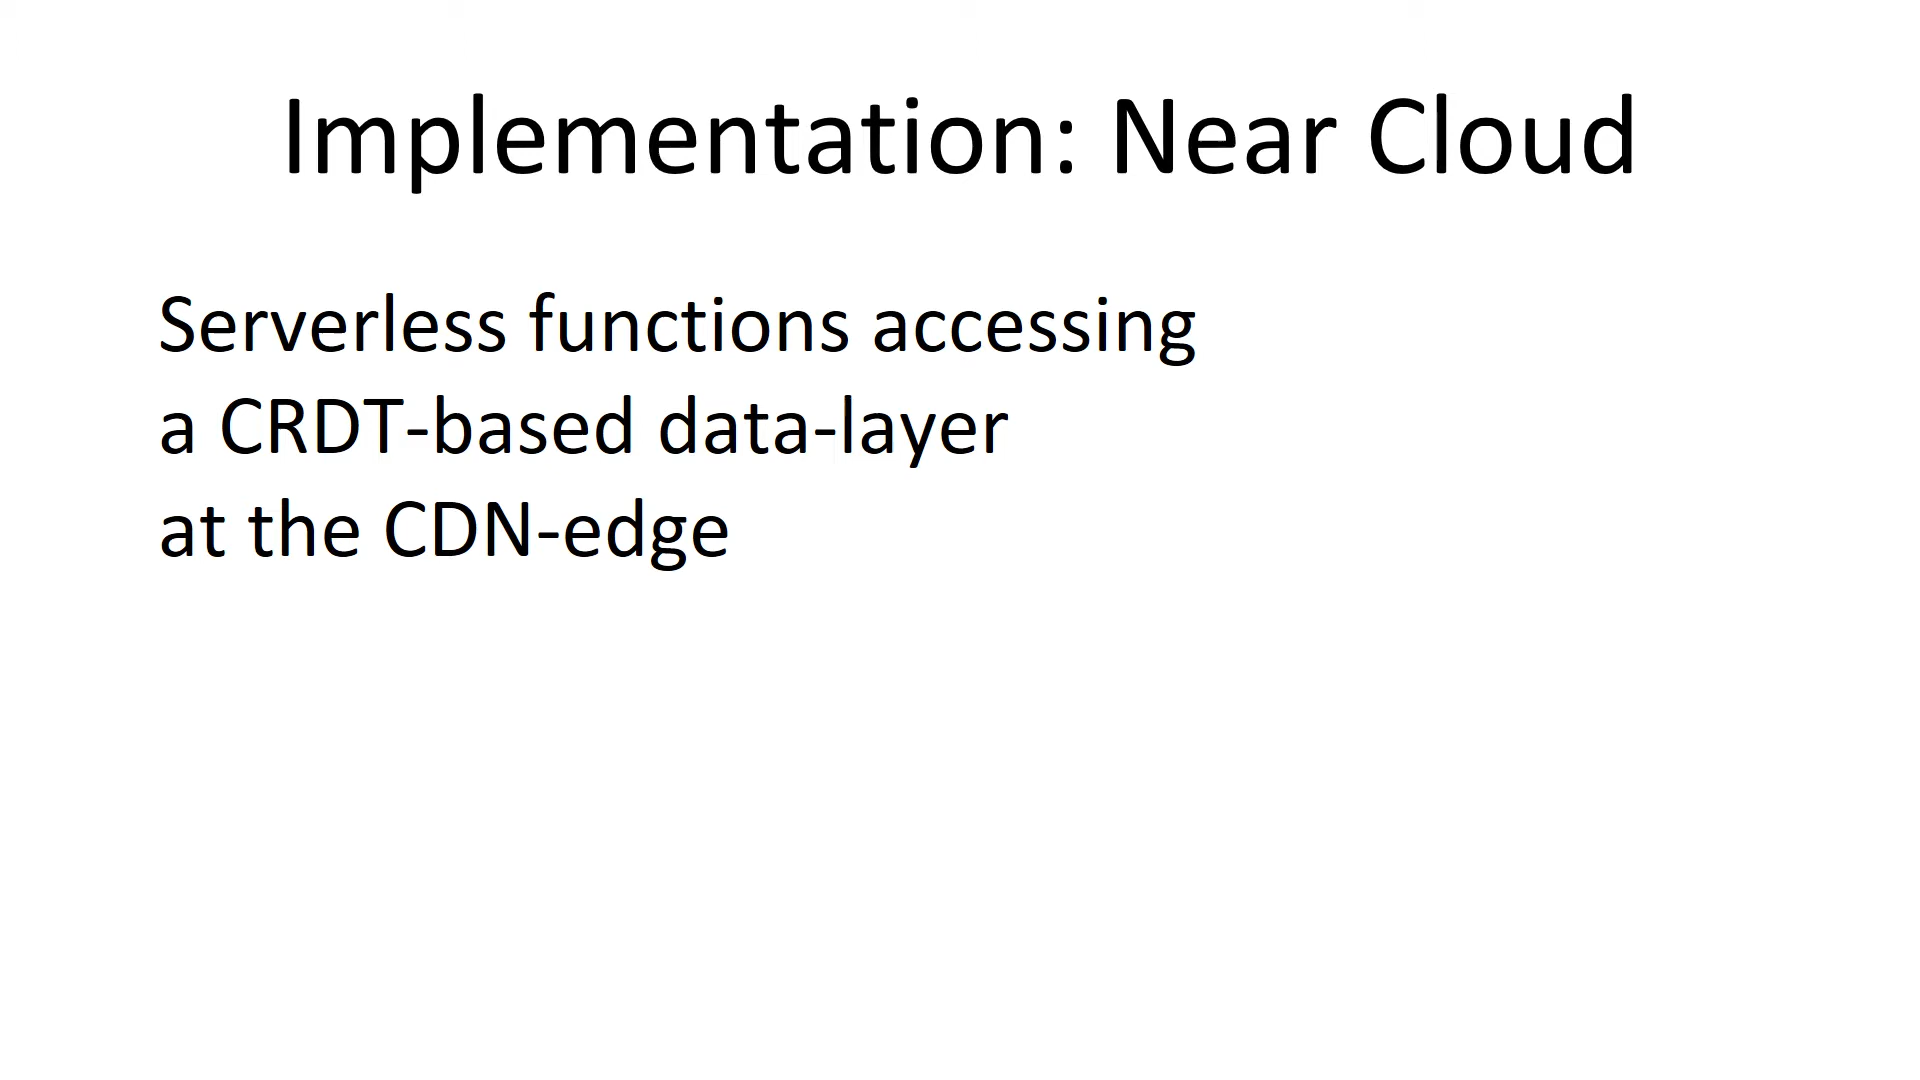 Implementation: Near Cloud
Serverless functions accessing
a CRDT-based data-layer
at the CDN-edge